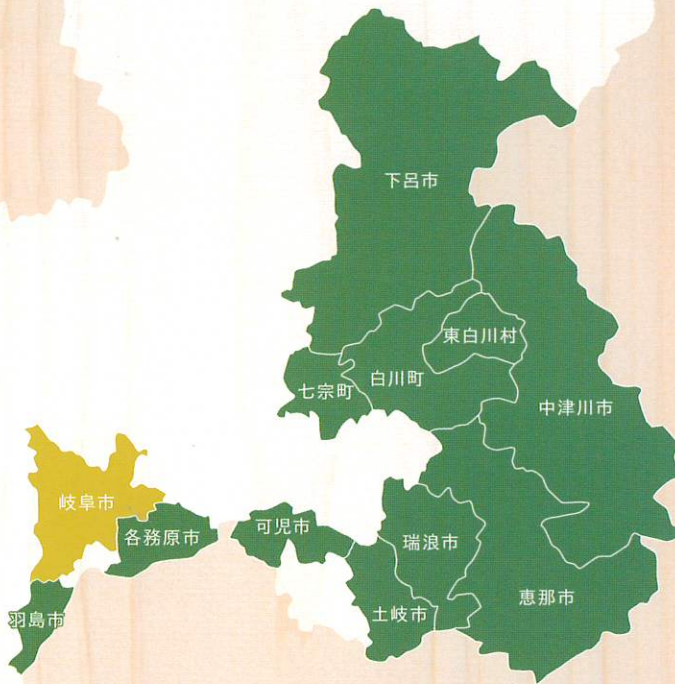 下呂市
東白川村
白川町
七宗町
中津川市
岐阜市
各務原市
可児市
瑞浪市
恵那市
土岐市
羽島市